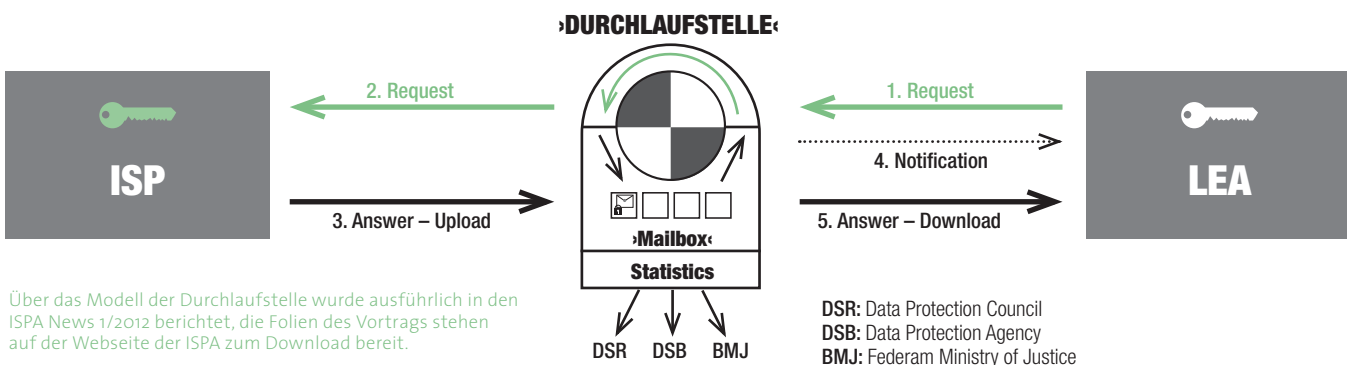 ›DURCHLAUFSTELLE‹
2. Request
1. Request
4. Notification
ISP
LEA
3. Answer – Upload
5. Answer – Download
›Mailbox‹
Statistics
Über das Modell der Durchlaufstelle wurde ausführlich in den
ISPA News 1/2012 berichtet, die Folien des Vortrags stehen
auf der Webseite der ISPA zum Download bereit.
DSR DSB BMJ
DSR: Data Protection Council
DSB: Data Protection Agency
BMJ: Federam Ministry of Justice